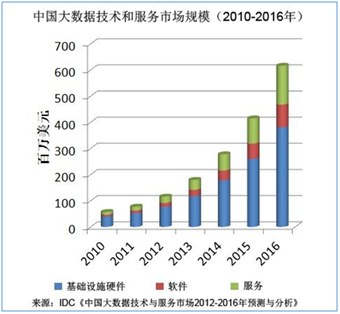 中国大数据技术和服务市场规模（2010-2016年）
700
600
500
400
300
200
100
0
百万美元
2010 2011 2012 2013 2014 2015 2016
基础设施硬件 软件 服务
来源：IDC《中国大数据技术与服务市场2012-2016年预测与分析》